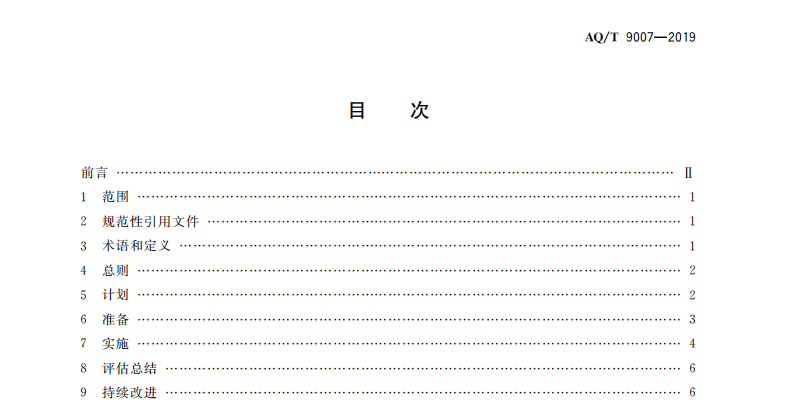 AQ/T 9007—2019
目 次
前言 ………………………………………………………………………………………………………… Ⅱ
1 范围 ……………………………………………………………………………………………………… 1
2 规范性引用文件 ………………………………………………………………………………………… 1
3 术语和定义 ……………………………………………………………………………………………… 1
4 总则 ……………………………………………………………………………………………………… 2
5 计划 ……………………………………………………………………………………………………… 2
6 准备 ……………………………………………………………………………………………………… 3
7 实施 ……………………………………………………………………………………………………… 4
8 评估总结 ………………………………………………………………………………………………… 6
9 持续改进 ………………………………………………………………………………………………… 6